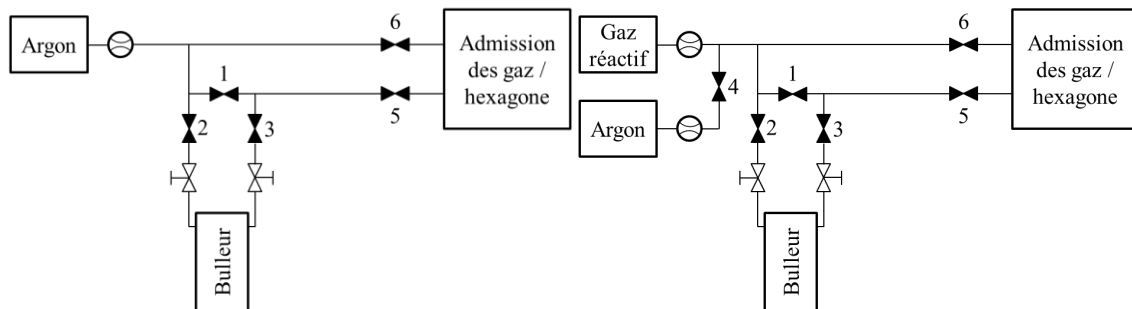 Argon
6
Admission
des gaz /
hexagone
1
5
2
3
Bulleur
Gaz
réactif
Argon
4
6
Admission
des gaz /
hexagone
1
5
2
3
Bulleur